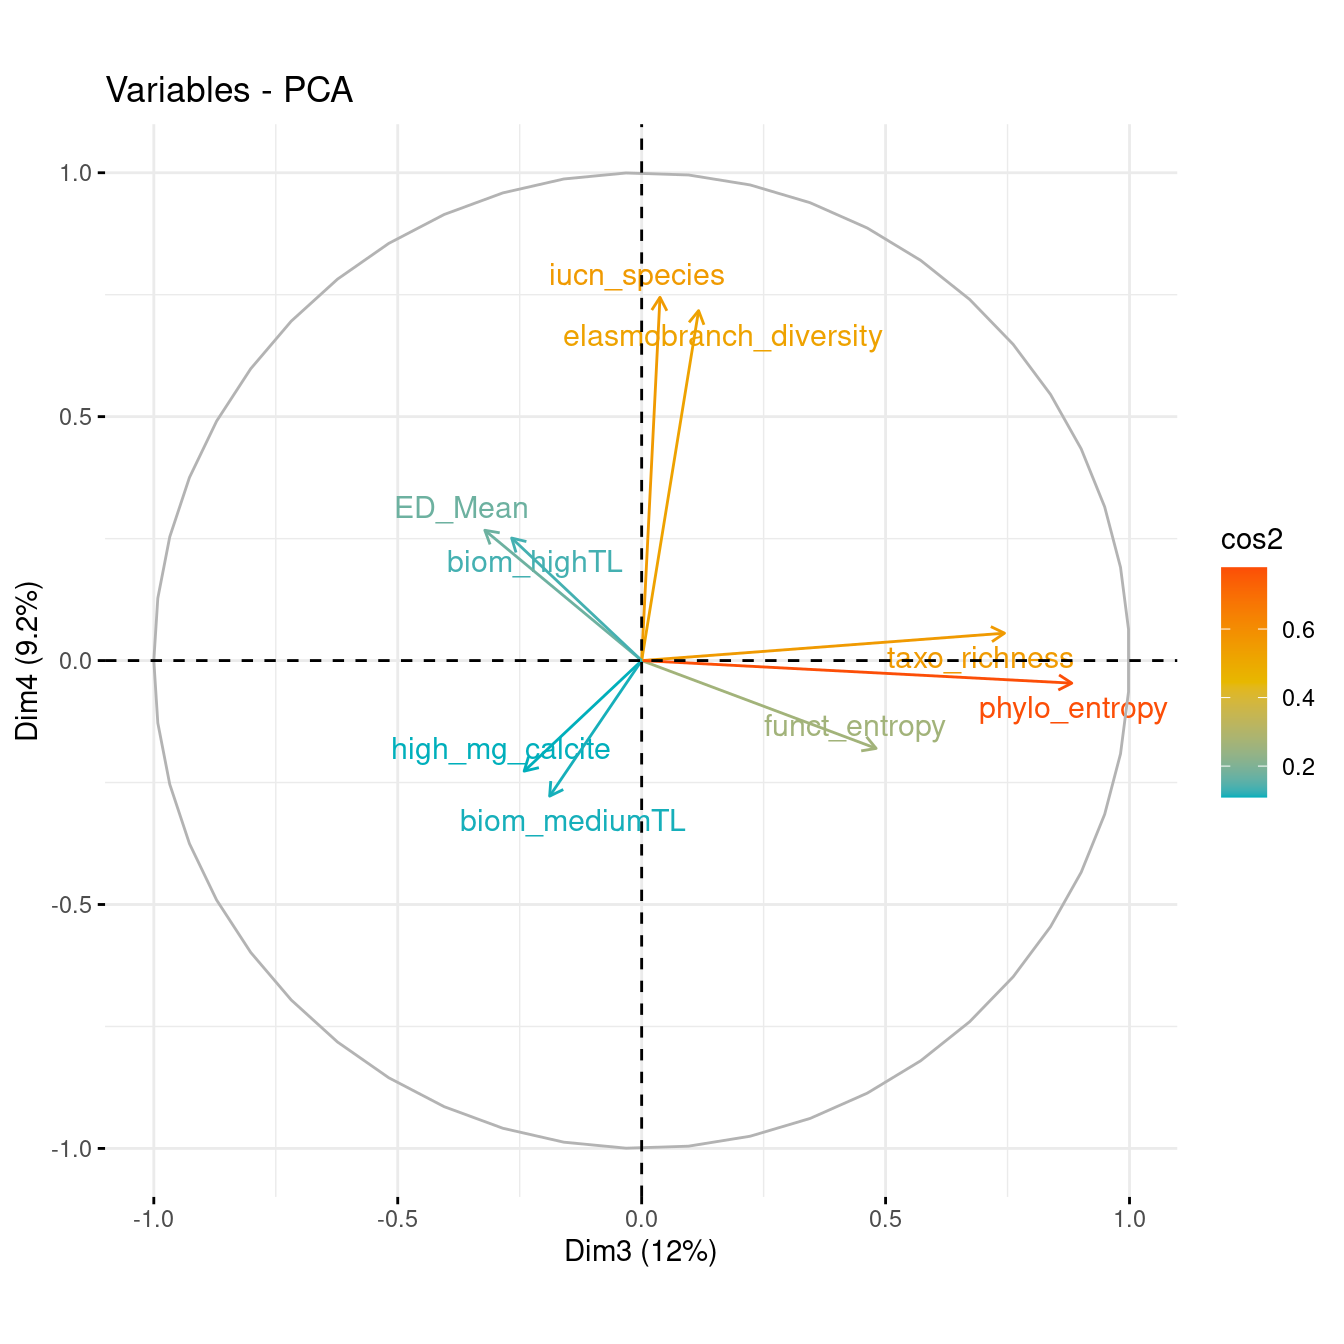 Variables - PCA
1.0
0.5
0.0
-0.5
-1.0
Dim4 (9.2%)
iucn_species
elasmobranch_diversity
ED_Mean
biom_highTL
taxo_richness
phylo_entropy
funct_entropy
high_mg_calcite
biom_mediumTL
-1.0
-0.5
0.0
0.5
1.0
Dim3 (12%)
cos2
0.6
0.4
0.2